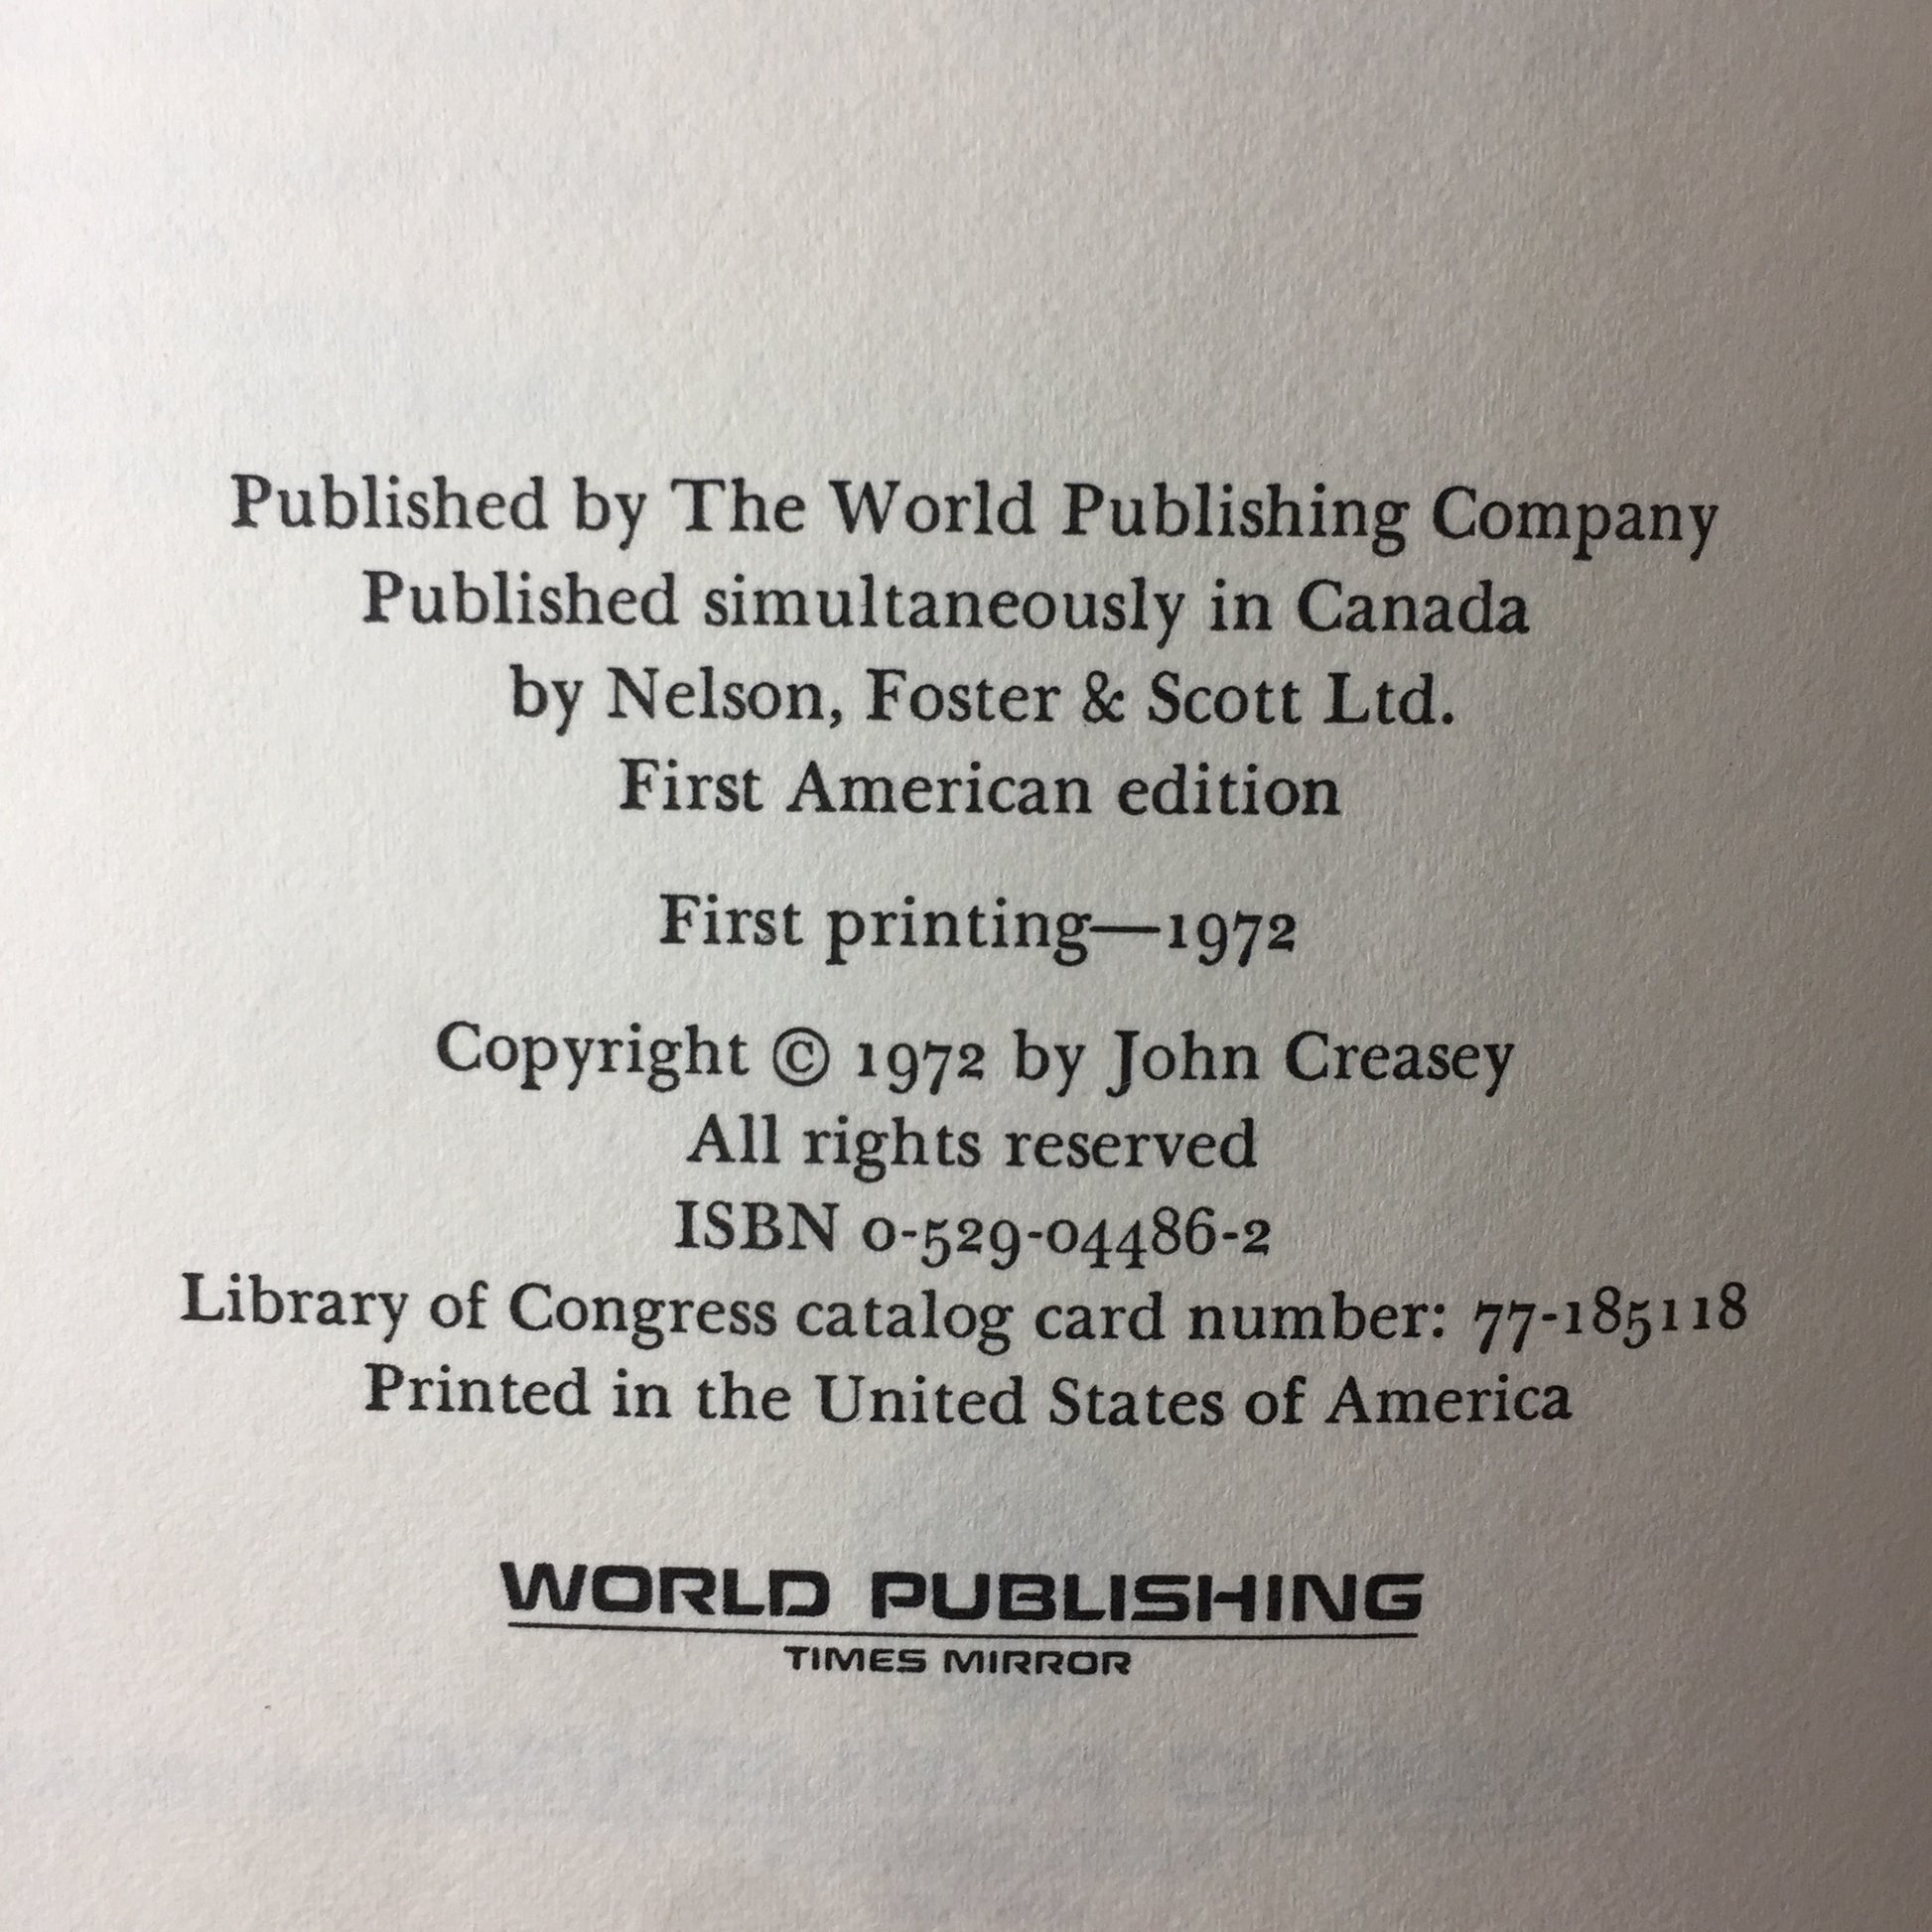 Published by The World Publishing Company
Published simultaneously in Canada
by Nelson, Foster & Scott Ltd.
First American edition
First printing—1972
Copyright © 1972 by John Creasey
All rights reserved
ISBN 0-529-04486-2
Library of Congress catalog card number: 77-185118
Printed in the United States of America
WORLD PUBLISHING
TIMES MIRROR